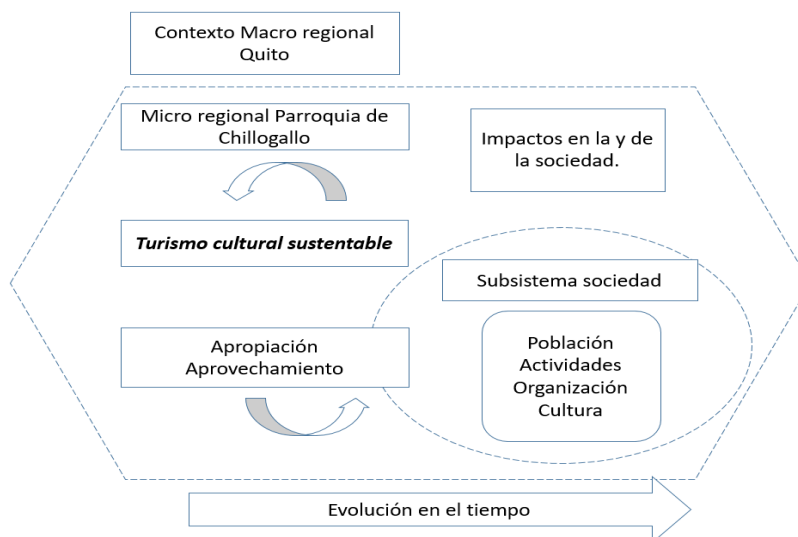 Contexto Macro regional
Quito
Micro regional Parroquia de
Chillogallo
Impactos en la y de
la sociedad.
Turismo cultural sustentable
Subsistema sociedad
Apropiación
Aprovechamiento
Población
Actividades
Organización
Cultura
Evolución en el tiempo